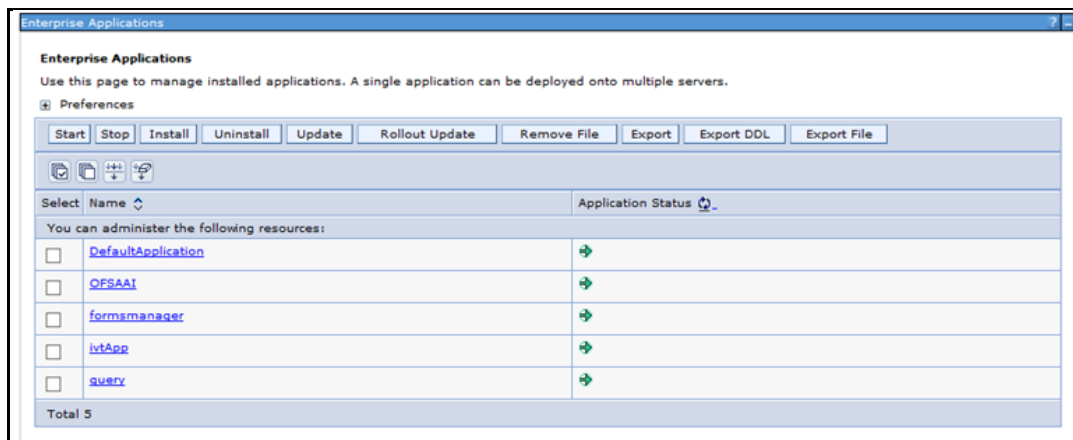 Enterprise Applications ? -
Enterprise Applications
Use this page to manage installed applications. A single application can be deployed onto multiple servers.
Preferences
Start Stop Install Uninstall Update Rollout Update Remove File Export Export DDL Export File
Select Name Application Status
You can administer the following resources:
DefaultApplication
OFSAAI
formsmanager
ivtApp
query
Total 5